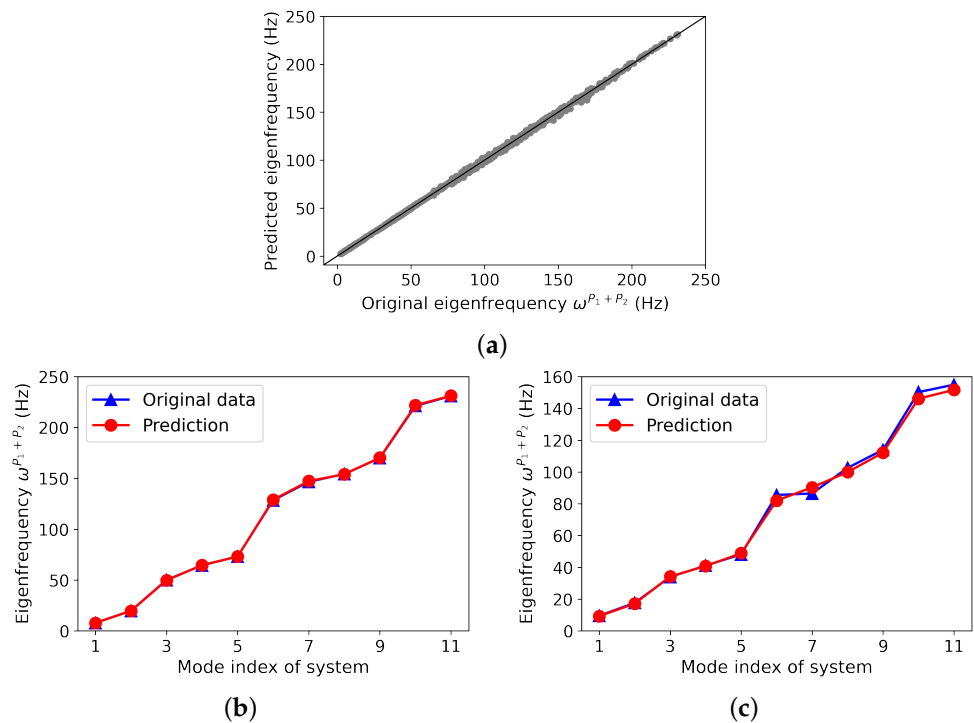 250
200
150
100
50
0
Predicted eigenfrequency (Hz)
0 50 100 150 200 250
Original eigenfrequency ω^{P₁ + P₂} (Hz)
(a)
250
200
150
100
50
0
Eigenfrequency ω^{P₁ + P₂} (Hz)
Original data
Prediction
1 3 5 7 9 11
Mode index of system
(b)
160
140
120
100
80
60
40
20
0
Eigenfrequency ω^{P₁ + P₂} (Hz)
Original data
Prediction
1 3 5 7 9 11
Mode index of system
(c)